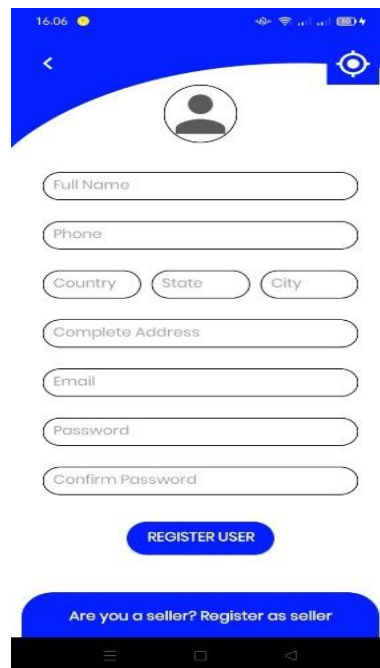 16.06
Full Name
Phone
Country State City
Complete Address
Email
Password
Confirm Password
REGISTER USER
Are you a seller? Register as seller